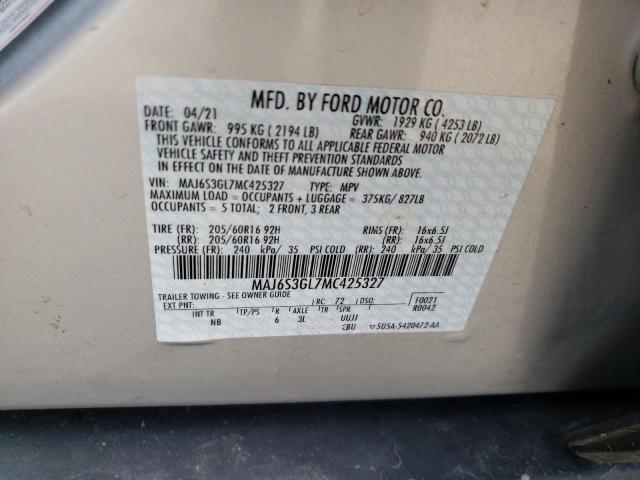 MFD. BY FORD MOTOR CO.
DATE: 04/21 GVWR: 1929 KG ( 4253 LB)
FRONT GAWR: 995 KG ( 2194 LB) REAR GAWR: 940 KG ( 2072 LB)
THIS VEHICLE CONFORMS TO ALL APPLICABLE FEDERAL MOTOR
VEHICLE SAFETY AND THEFT PREVENTION STANDARDS
IN EFFECT ON THE DATE OF MANUFACTURE SHOWN ABOVE.
VIN: MAJ6S3GL7MC425327 TYPE: MPV
MAXIMUM LOAD = OCCUPANTS + LUGGAGE = 375KG/ 827LB
OCCUPANTS = 5 TOTAL; 2 FRONT, 3 REAR
TIRE (FR): 205/60R16 92H RIMS (FR): 16x6.5J
(RR): 205/60R16 92H (RR): 16x6.5J
PRESSURE (FR): 240 kPa/ 35 PSI COLD (RR): 240 kPa/ 35 PSI COLD
MAJ6S3GL7MC425327
TRAILER TOWING - SEE OWNER GUIDE
EXT PNT: RC: 72 DSO: F0021
R0042
INT TR TP/PS R AXLE TR SPR
NB 6 3L UUJJ
CBU 5U5A-5420472-AA